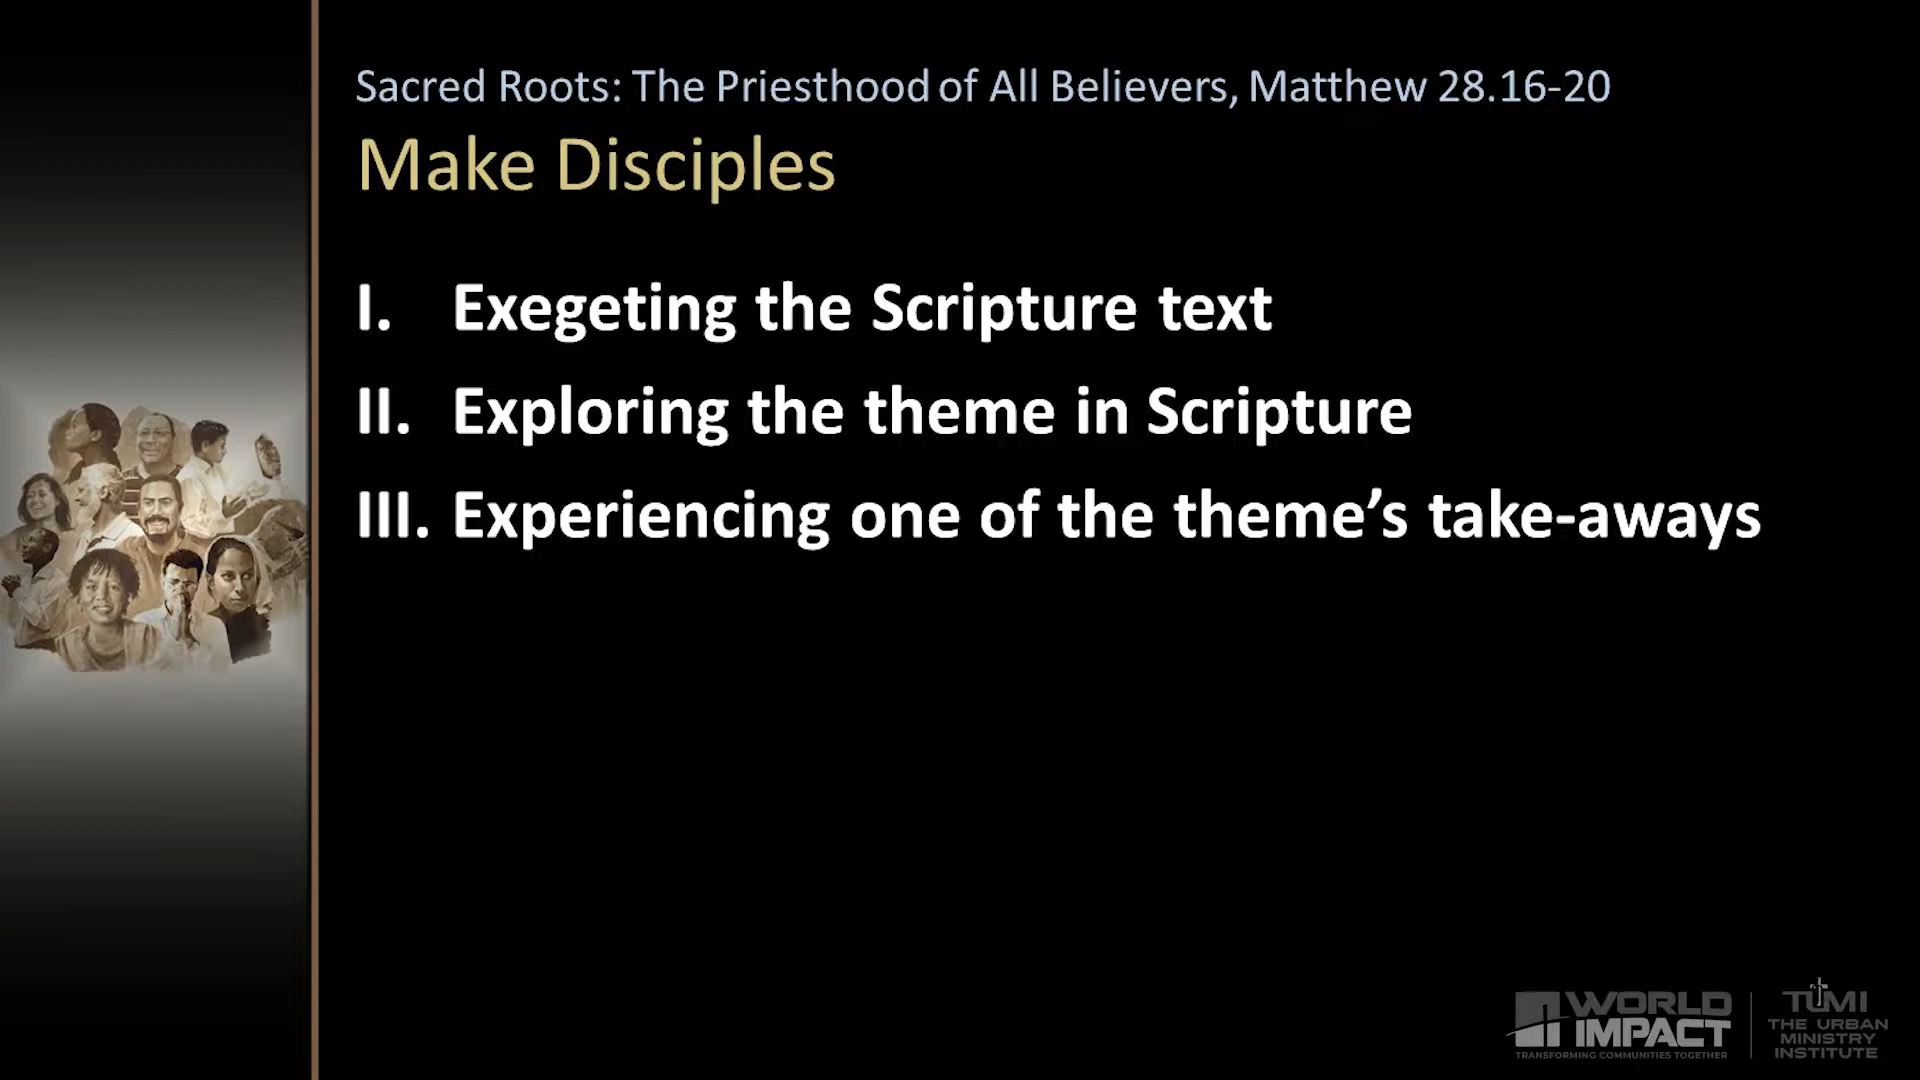 Sacred Roots: The Priesthood of All Believers, Matthew 28.16-20
Make Disciples
I. Exegeting the Scripture text
II. Exploring the theme in Scripture
III. Experiencing one of the theme’s take-aways
WORLD
IMPACT
TRANSFORMING COMMUNITIES TOGETHER
TUMI
THE URBAN
MINISTRY
INSTITUTE